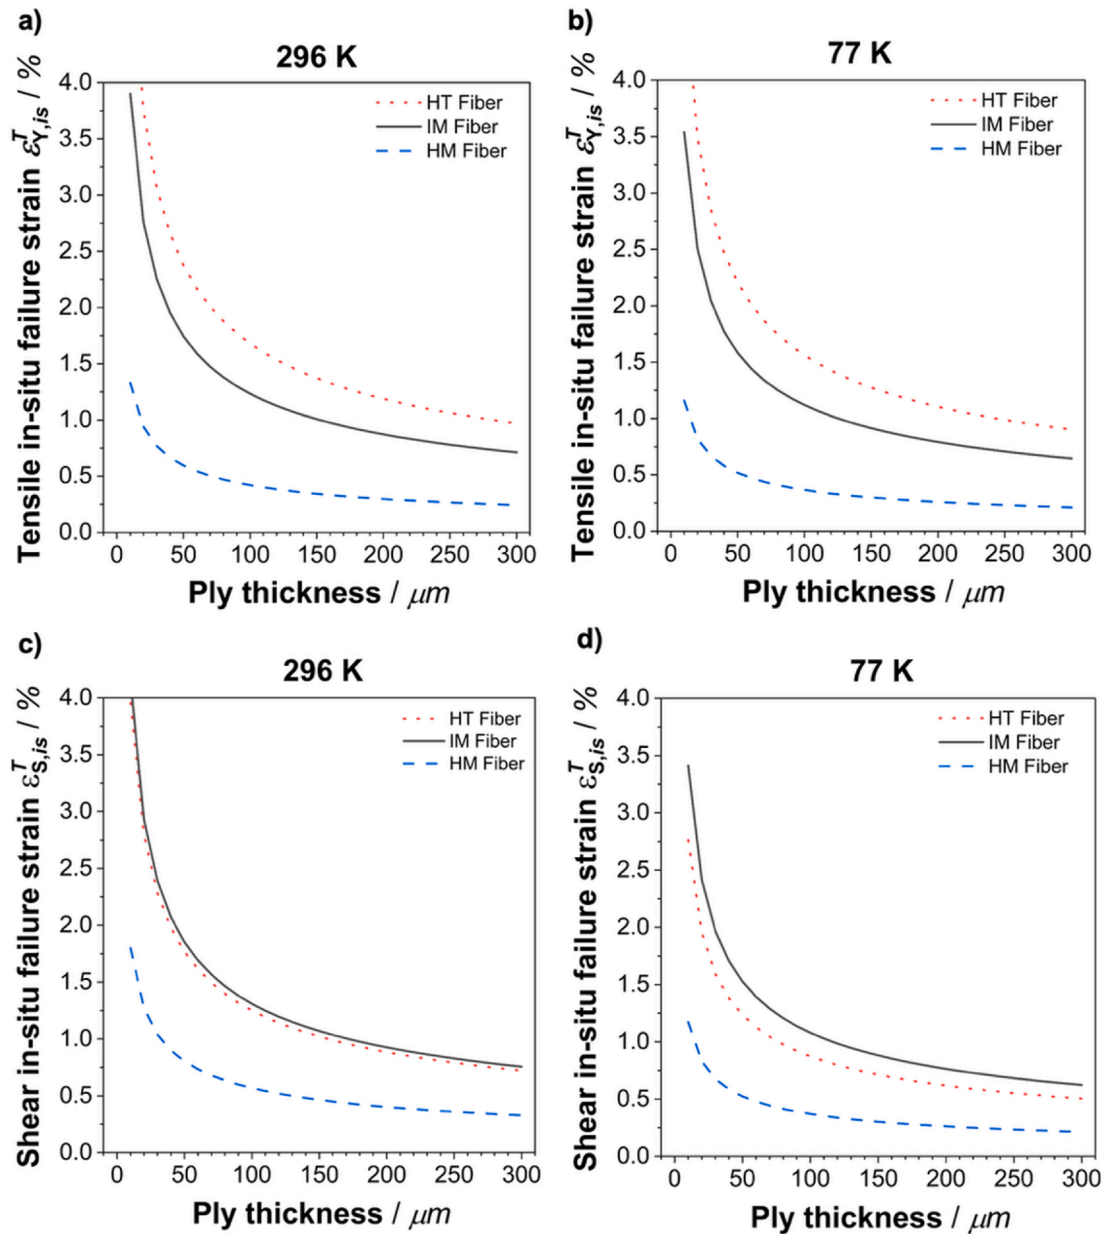 a)
296 K
Tensile in-situ failure strain ε^T_Y,is / %
4.0
3.5
3.0
2.5
2.0
1.5
1.0
0.5
0.0
HT Fiber
IM Fiber
HM Fiber
0 50 100 150 200 250 300
Ply thickness / μm
b)
77 K
Tensile in-situ failure strain ε^T_Y,is / %
4.0
3.5
3.0
2.5
2.0
1.5
1.0
0.5
0.0
HT Fiber
IM Fiber
HM Fiber
0 50 100 150 200 250 300
Ply thickness / μm
c)
296 K
Shear in-situ failure strain ε^T_S,is / %
4.0
3.5
3.0
2.5
2.0
1.5
1.0
0.5
0.0
HT Fiber
IM Fiber
HM Fiber
0 50 100 150 200 250 300
Ply thickness / μm
d)
77 K
Shear in-situ failure strain ε^T_S,is / %
4.0
3.5
3.0
2.5
2.0
1.5
1.0
0.5
0.0
HT Fiber
IM Fiber
HM Fiber
0 50 100 150 200 250 300
Ply thickness / μm